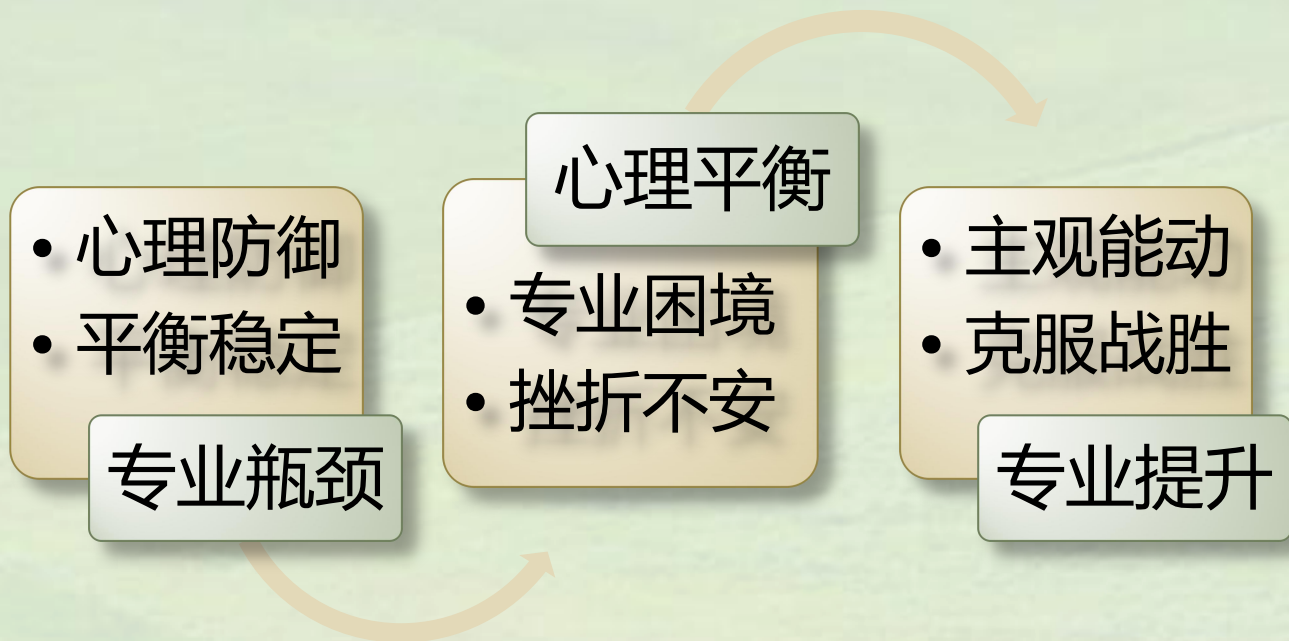 • 心理防御
• 平衡稳定
专业瓶颈
心理平衡
• 专业困境
• 挫折不安
• 主观能动
• 克服战胜
专业提升